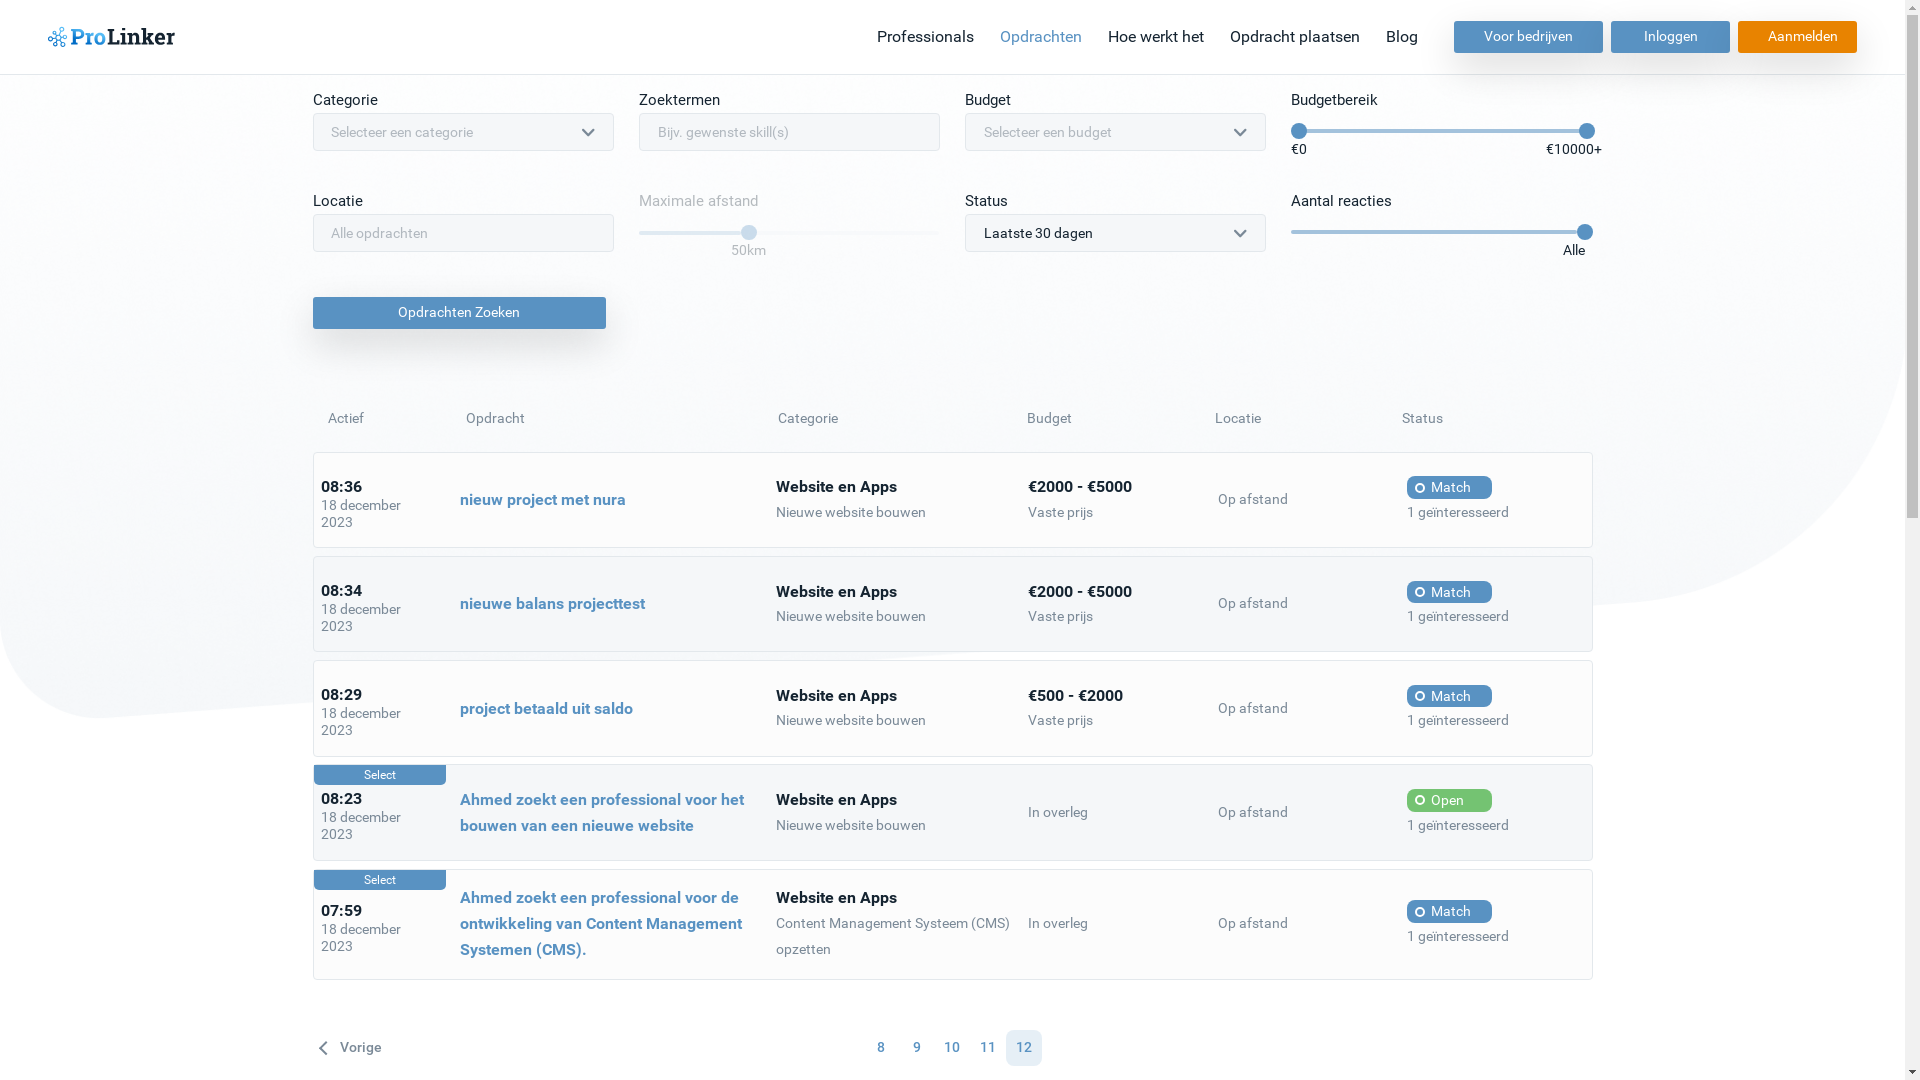 ProLinker
Professionals Opdrachten Hoe werkt het Opdracht plaatsen Blog Voor bedrijven Inloggen Aanmelden
Categorie Zoektermen Budget Budgetbereik
Selecteer een categorie Bijv. gewenste skill(s) Selecteer een budget
€0 €10000+
Locatie Maximale afstand Status Aantal reacties
Alle opdrachten Laatste 30 dagen
50km Alle
Opdrachten Zoeken
Actief Opdracht Categorie Budget Locatie Status
08:36
18 december
2023
nieuw project met nura
Website en Apps
Nieuwe website bouwen
€2000 - €5000
Vaste prijs
Op afstand
Match
1 geïnteresseerd
08:34
18 december
2023
nieuwe balans projecttest
Website en Apps
Nieuwe website bouwen
€2000 - €5000
Vaste prijs
Op afstand
Match
1 geïnteresseerd
08:29
18 december
2023
project betaald uit saldo
Website en Apps
Nieuwe website bouwen
€500 - €2000
Vaste prijs
Op afstand
Match
1 geïnteresseerd
Select
08:23
18 december
2023
Ahmed zoekt een professional voor het
bouwen van een nieuwe website
Website en Apps
Nieuwe website bouwen
In overleg
Op afstand
Open
1 geïnteresseerd
Select
07:59
18 december
2023
Ahmed zoekt een professional voor de
ontwikkeling van Content Management
Systemen (CMS).
Website en Apps
Content Management Systeem (CMS)
opzetten
In overleg
Op afstand
Match
1 geïnteresseerd
Vorige 8 9 10 11 12